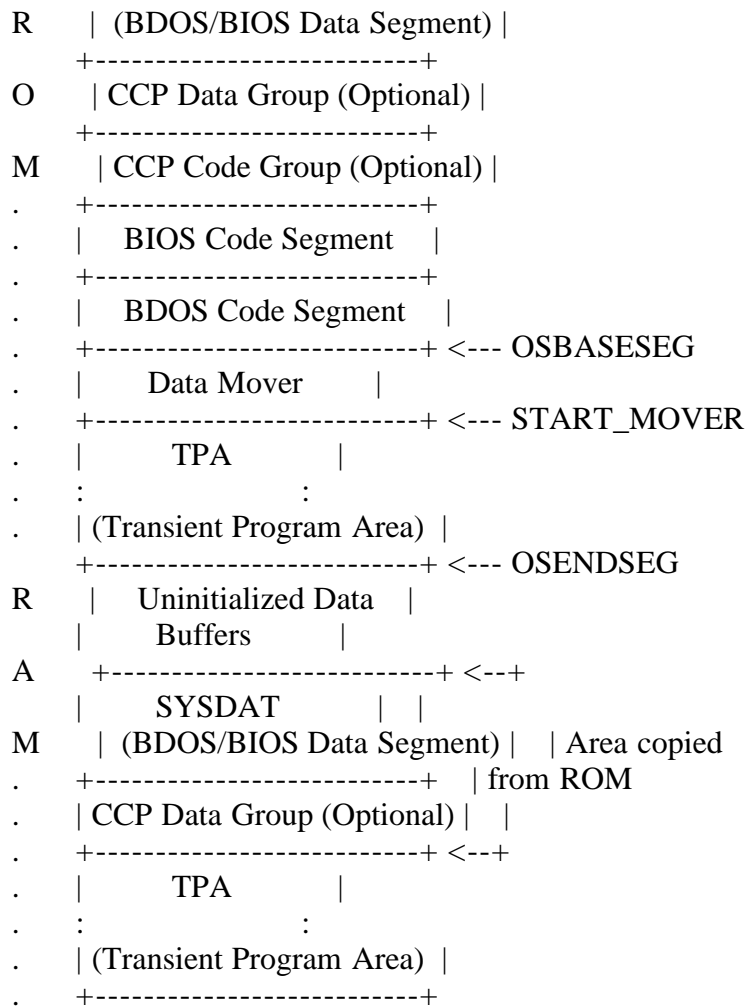 R | (BDOS/BIOS Data Segment) |
+---------------------------+
O | CCP Data Group (Optional) |
+---------------------------+
M | CCP Code Group (Optional) |
. +---------------------------+
. | BIOS Code Segment |
. +---------------------------+
. | BDOS Code Segment |
. +---------------------------+ <--- OSBASESEG
. | Data Mover |
. +---------------------------+ <--- START_MOVER
. | TPA |
. : :
. | (Transient Program Area) |
+---------------------------+ <--- OSENDSEG
R | Uninitialized Data |
| Buffers |
A +---------------------------+ <--+
| SYSDAT | |
M | (BDOS/BIOS Data Segment) | | Area copied
. +---------------------------+ | from ROM
. | CCP Data Group (Optional) | |
. +---------------------------+ <--+
. | TPA |
. : :
. | (Transient Program Area) |
. +---------------------------+